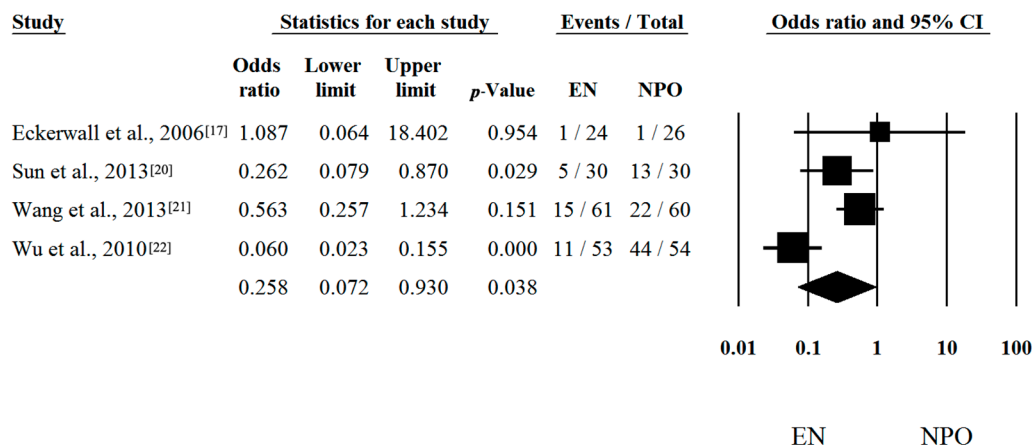 Study Statistics for each study Events / Total Odds ratio and 95% CI
Odds ratio Lower limit Upper limit p-Value EN NPO
Eckerwall et al., 2006[17] 1.087 0.064 18.402 0.954 1 / 24 1 / 26
Sun et al., 2013[20] 0.262 0.079 0.870 0.029 5 / 30 13 / 30
Wang et al., 2013[21] 0.563 0.257 1.234 0.151 15 / 61 22 / 60
Wu et al., 2010[22] 0.060 0.023 0.155 0.000 11 / 53 44 / 54
0.258 0.072 0.930 0.038
0.01 0.1 1 10 100
EN NPO